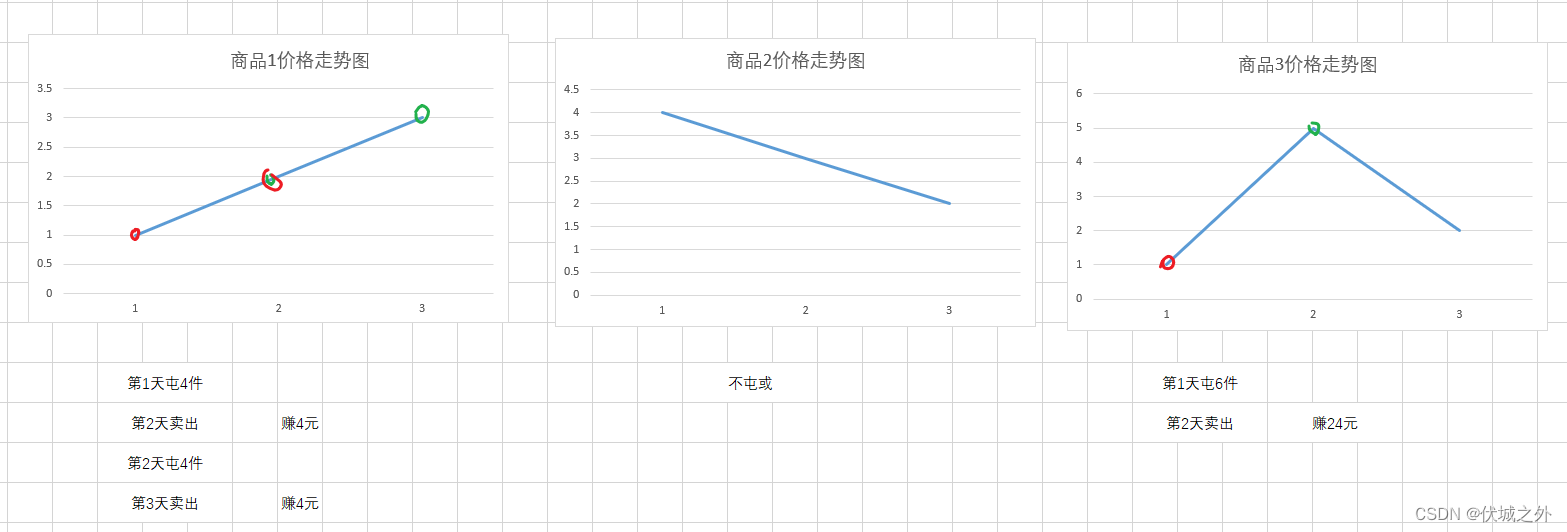 商品1价格走势图
3.5
3
2.5
2
1.5
1
0.5
0
1 2 3
商品2价格走势图
4.5
4
3.5
3
2.5
2
1.5
1
0.5
0
1 2 3
商品3价格走势图
6
5
4
3
2
1
0
1 2 3
第1天屯4件
第2天卖出 赚4元
第2天屯4件
第3天卖出 赚4元
不屯或
第1天屯6件
第2天卖出 赚24元
CSDN @伏城之外